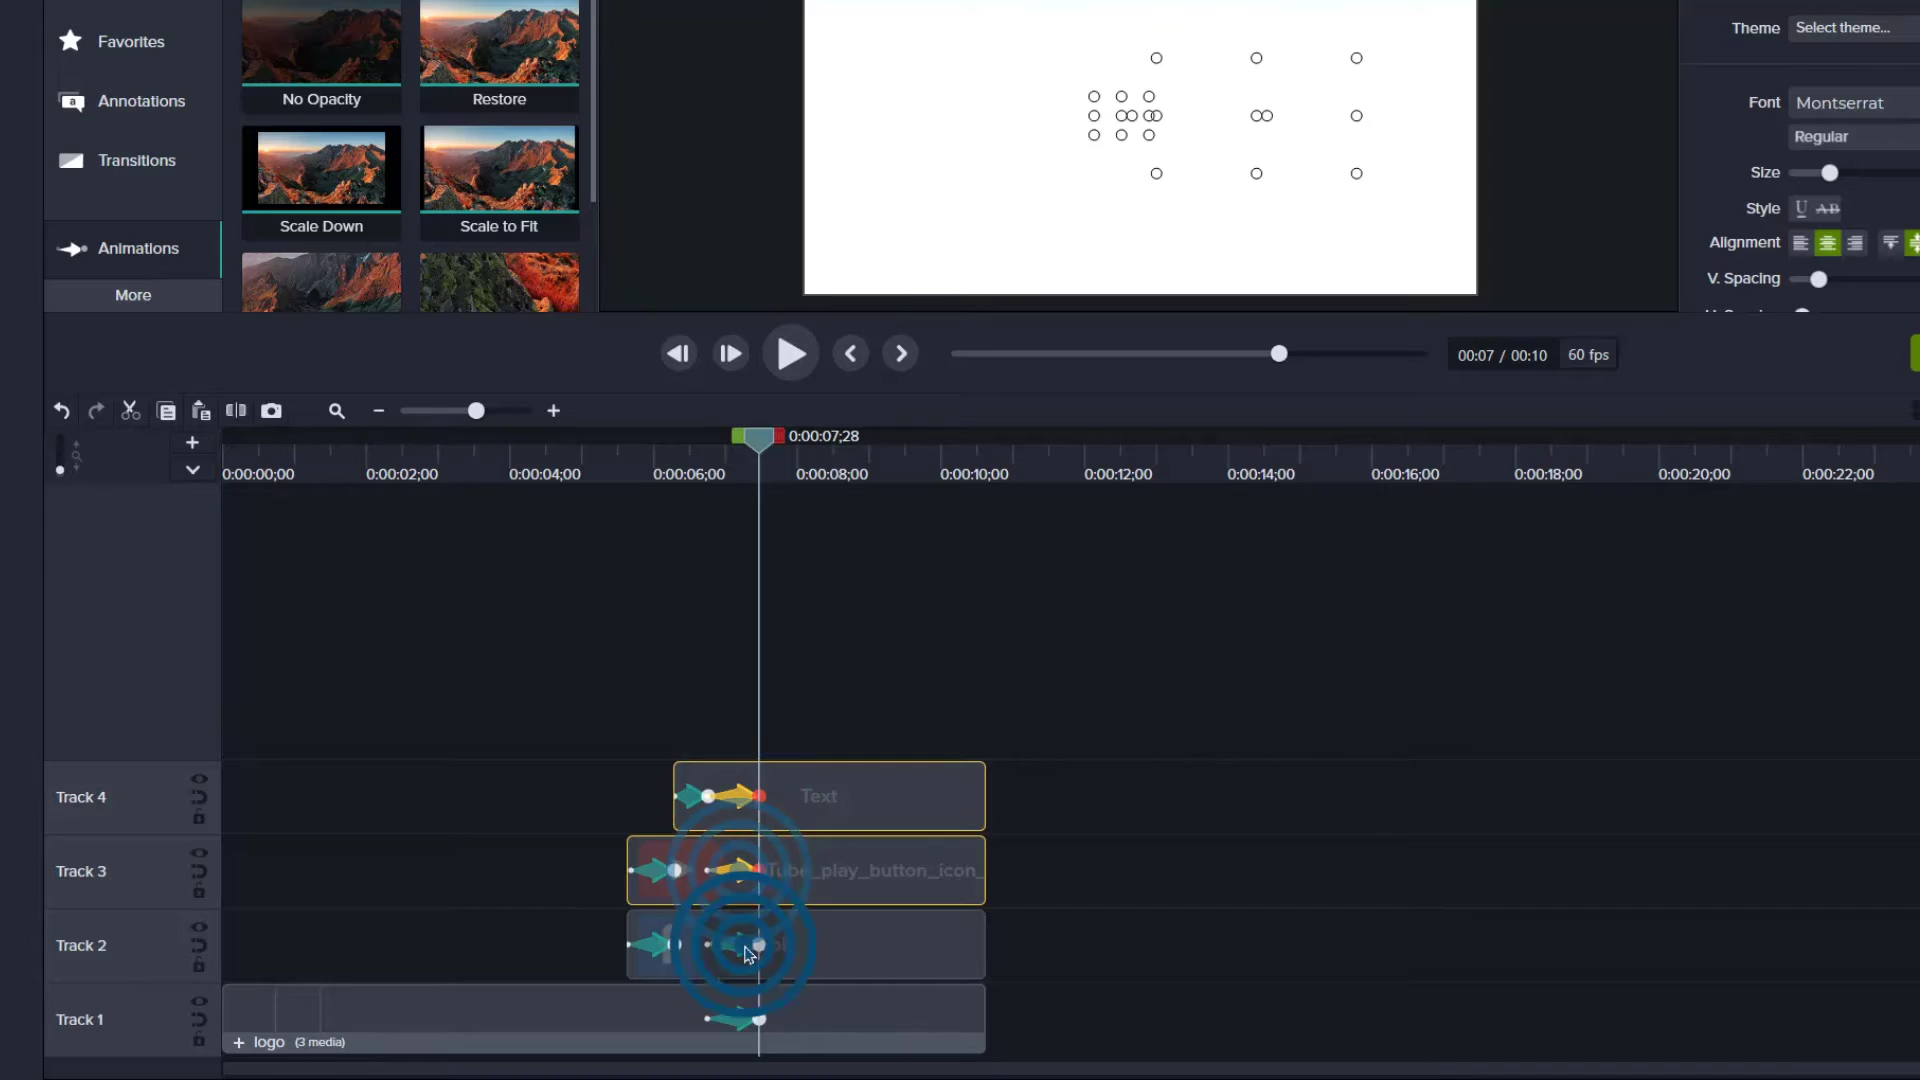 Favorites
Annotations
Transitions
Animations
More
No Opacity
Restore
Scale Down
Scale to Fit
Theme
Select theme...
Font
Montserrat
Regular
Size
Style
U AB
Alignment
V. Spacing
00:07 / 00:10
60 fps
0:00:07;28
0:00:00;00
0:00:02;00
0:00:04;00
0:00:06;00
0:00:08;00
0:00:10;00
0:00:12;00
0:00:14;00
0:00:16;00
0:00:18;00
0:00:20;00
0:00:22;00
Track 4
Text
Track 3
Tube_play_button_icon_
Track 2
Track 1
+ logo (3 media)